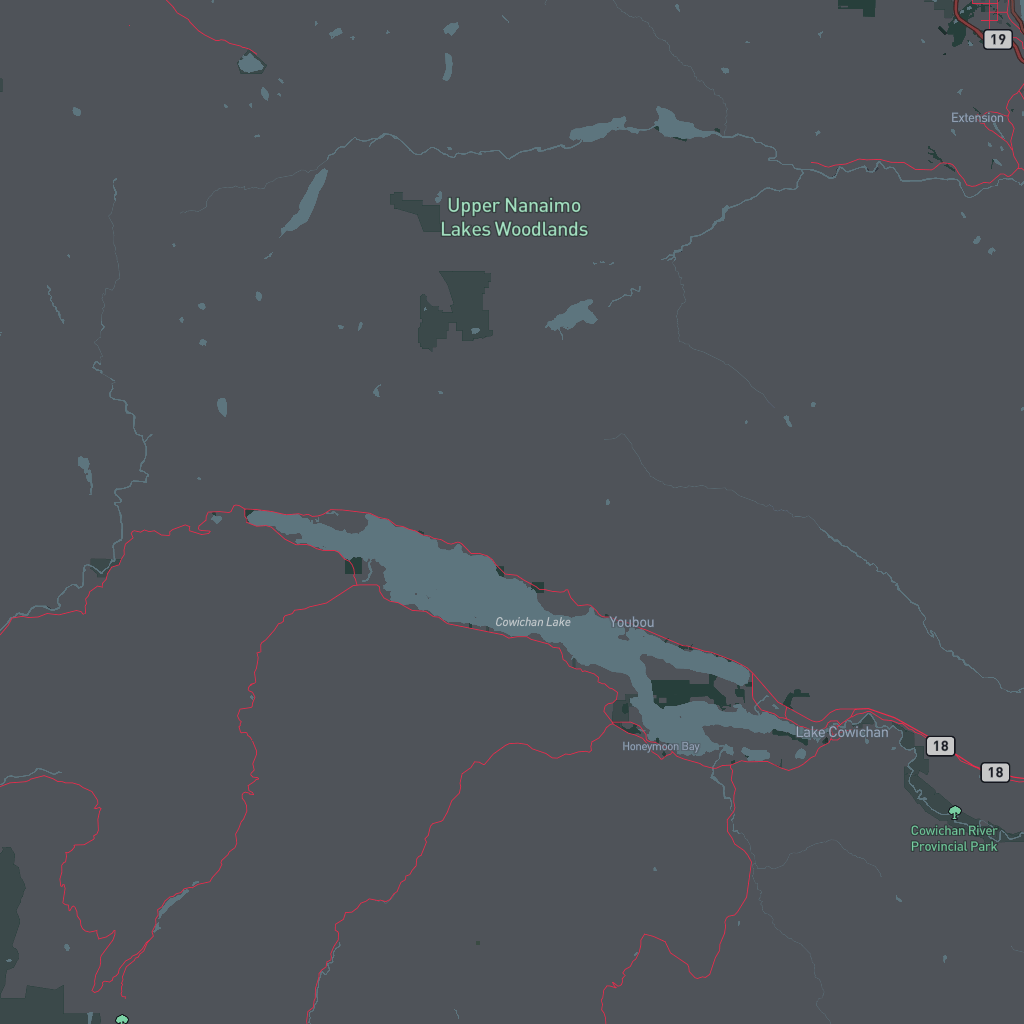 19
Extension
Upper Nanaimo
Lakes Woodlands
Cowichan Lake
Youbou
Lake Cowichan
Honeymoon Bay
18
18
Cowichan River
Provincial Park